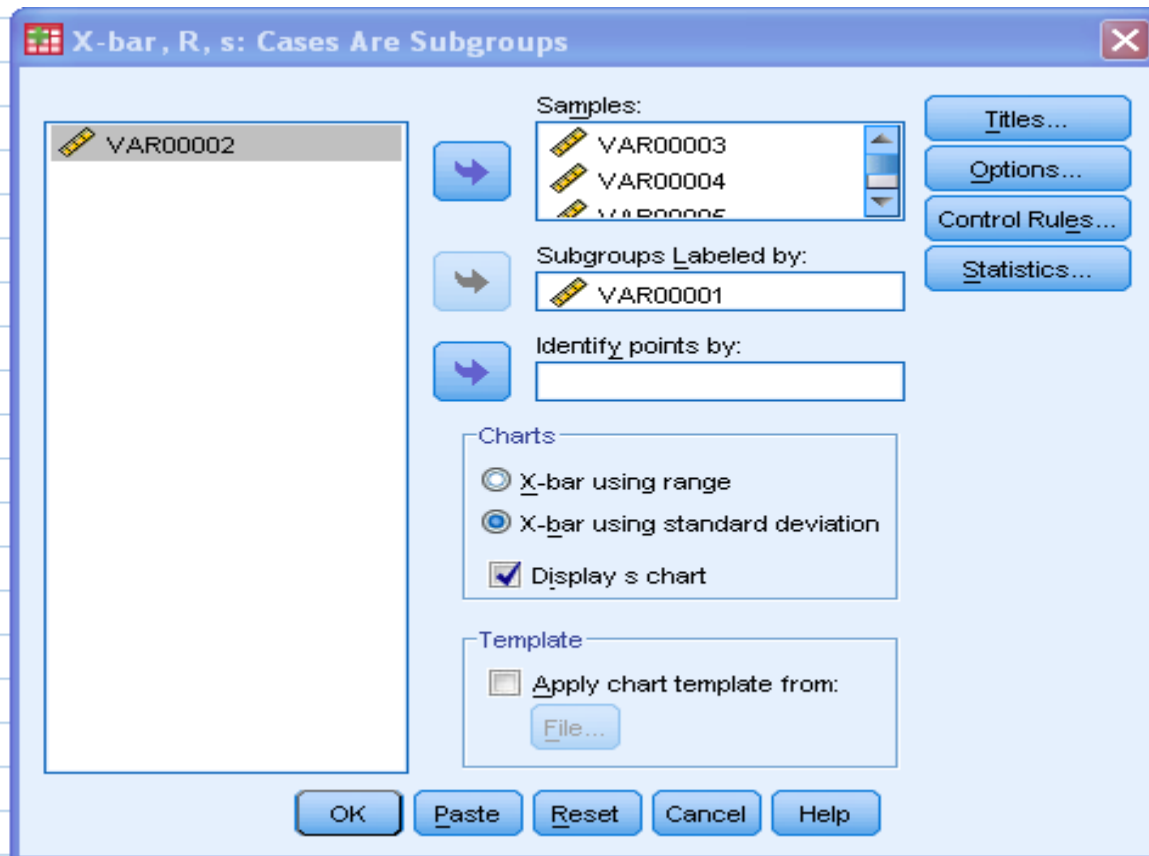 X-bar, R, s: Cases Are Subgroups
VAR00002
Samples:
VAR00003
VAR00004
VAR00005
Subgroups Labeled by:
VAR00001
Identify points by:
Charts
X-bar using range
X-bar using standard deviation
Display s chart
Template
Apply chart template from:
File...
Titles...
Options...
Control Rules...
Statistics...
OK
Paste
Reset
Cancel
Help